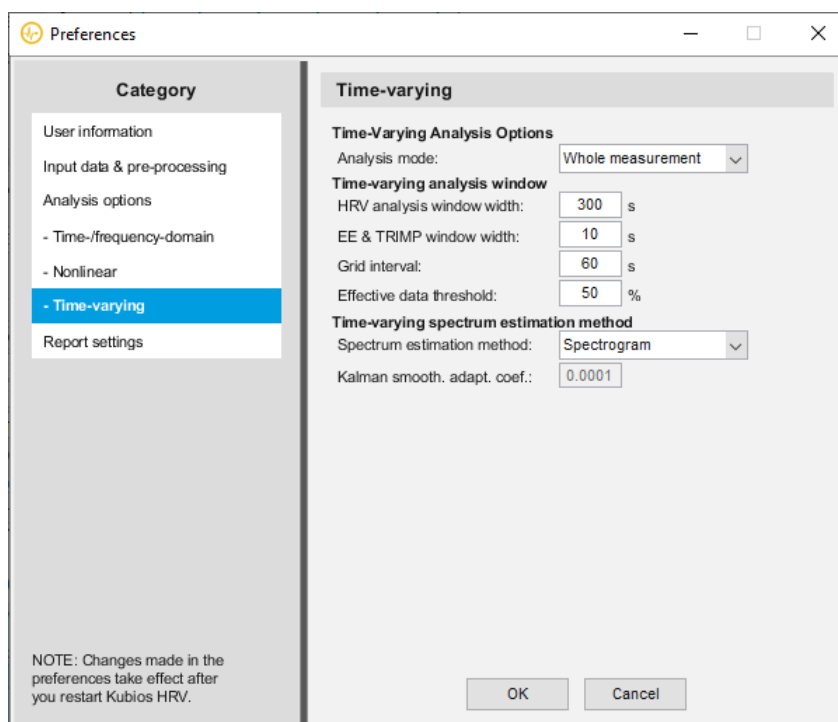 Preferences
Category
User information
Input data & pre-processing
Analysis options
- Time-/frequency-domain
- Nonlinear
- Time-varying
Report settings
NOTE: Changes made in the
preferences take effect after
you restart Kubios HRV.
Time-varying
Time-Varying Analysis Options
Analysis mode: Whole measurement
Time-varying analysis window
HRV analysis window width: 300 s
EE & TRIMP window width: 10 s
Grid interval: 60 s
Effective data threshold: 50 %
Time-varying spectrum estimation method
Spectrum estimation method: Spectrogram
Kalman smooth. adapt. coef.: 0.0001
OK Cancel